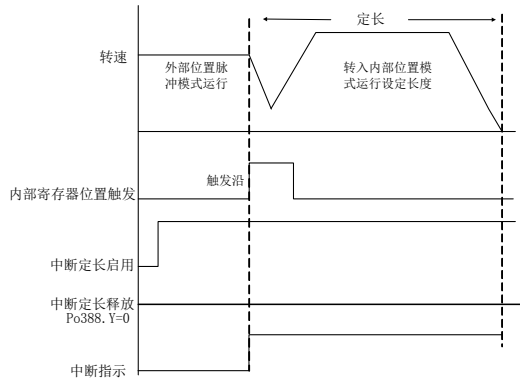 定长
转速
外部位置脉
冲模式运行
转入内部位置模
式运行设定长度
触发沿
内部寄存器位置触发
中断定长启用
中断定长释放
Po388.Y=0
中断指示